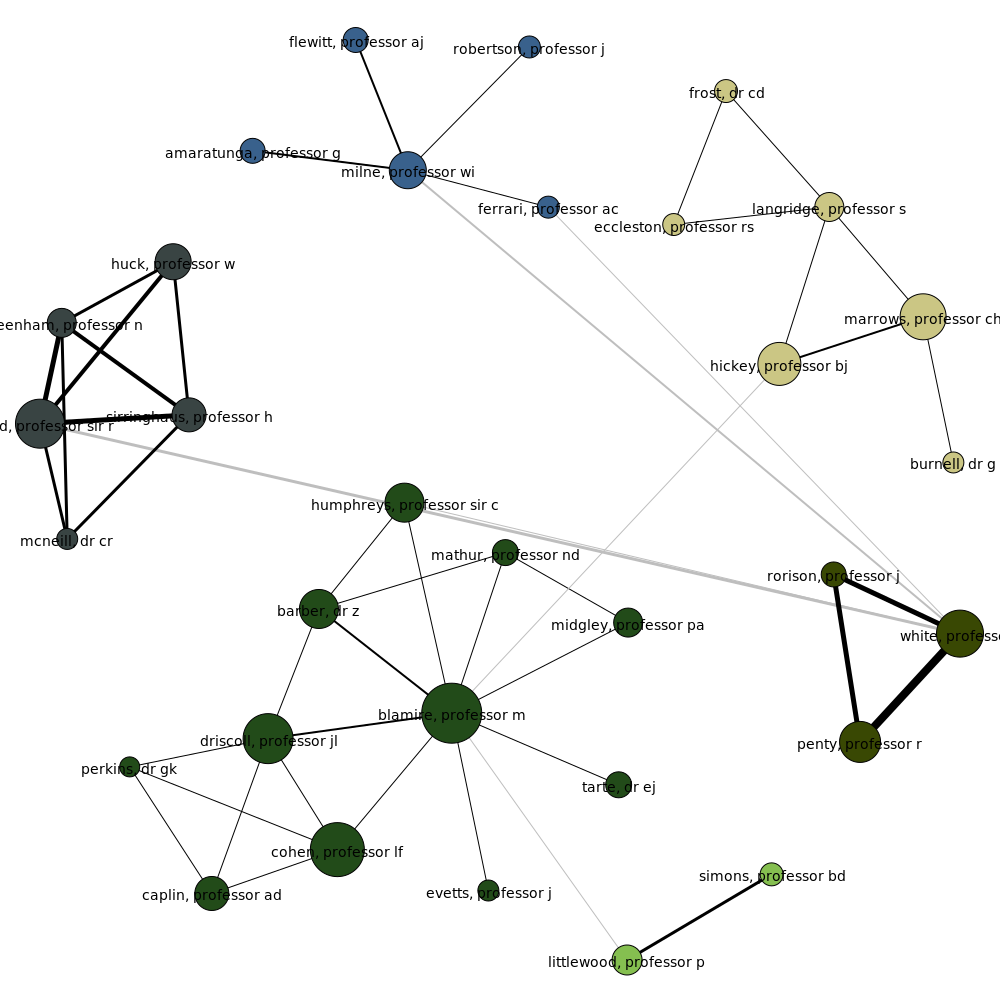 flewitt, professor aj
robertson, professor j
frost, dr cd
amaratunga, professor g
milne, professor wi
ferrari, professor ac
langridge, professor s
eccleston, professor rs
huck, professor w
marrows, professor ch
eenham, professor n
hickey, professor bj
sirringhaus, professor h
d, professor sir r
burnell, dr g
humphreys, professor sir c
mcneill, dr cr
mathur, professor nd
rorison, professor j
barber, dr z
midgley, professor pa
white, profess
blamire, professor m
driscoll, professor jl
penty, professor r
perkins, dr gk
tarte, dr ej
cohen, professor lf
simons, professor bd
caplin, professor ad
evetts, professor j
littlewood, professor p